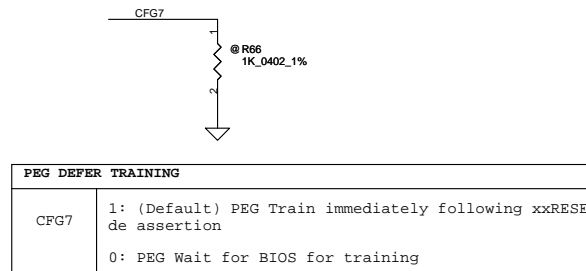 CFG7
1
@ R66
1K_0402_1%
2
PEG DEFER TRAINING
CFG7
1: (Default) PEG Train immediately following xxRESE
de assertion
0: PEG Wait for BIOS for training